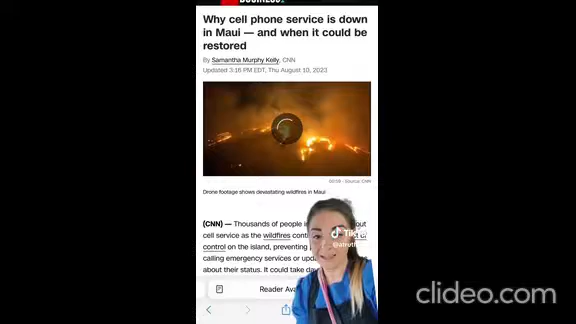 BUSINESS
Why cell phone service is down
in Maui — and when it could be
restored
By Samantha Murphy Kelly, CNN
Updated 3:16 PM EDT, Thu August 10, 2023
Source: CNN
Drone footage shows devastating wildfires in Maui
(CNN) — Thousands of people
cell service as the wildfires
control on the island, preventing
calling emergency services or
about their status. It could take
Reader
clideo.com